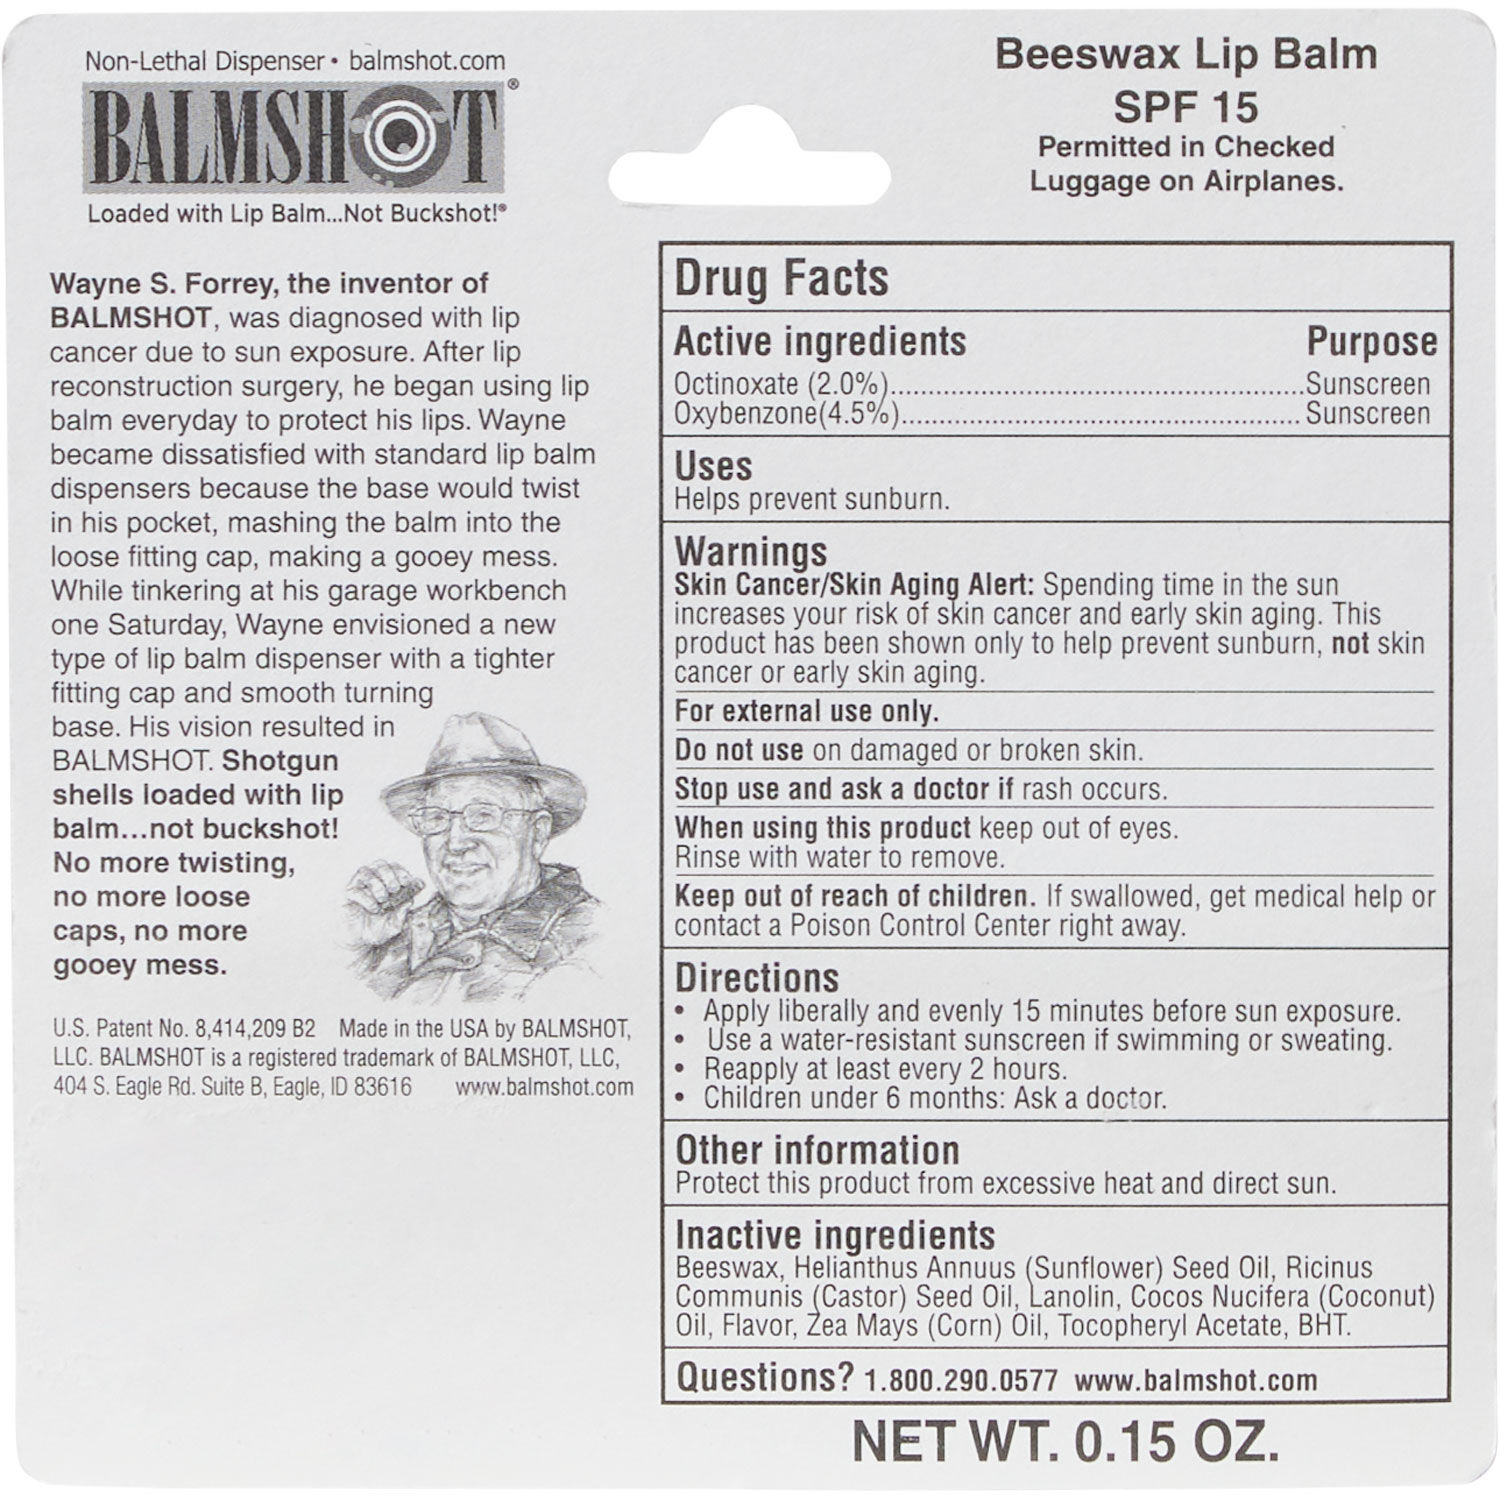 Non-Lethal Dispenser • balmshot.com
BALMSHOT®
Loaded with Lip Balm...Not Buckshot!®
Wayne S. Forrey, the inventor of
BALMSHOT, was diagnosed with lip
cancer due to sun exposure. After lip
reconstruction surgery, he began using lip
balm everyday to protect his lips. Wayne
became dissatisfied with standard lip balm
dispensers because the base would twist
in his pocket, mashing the balm into the
loose fitting cap, making a gooey mess.
While tinkering at his garage workbench
one Saturday, Wayne envisioned a new
type of lip balm dispenser with a tighter
fitting cap and smooth turning
base. His vision resulted in
BALMSHOT. Shotgun
shells loaded with lip
balm...not buckshot!
No more twisting,
no more loose
caps, no more
gooey mess.
U.S. Patent No. 8,414,209 B2 Made in the USA by BALMSHOT,
LLC. BALMSHOT is a registered trademark of BALMSHOT, LLC,
404 S. Eagle Rd. Suite B, Eagle, ID 83616 www.balmshot.com
Beeswax Lip Balm
SPF 15
Permitted in Checked
Luggage on Airplanes.
Drug Facts
Active ingredients Purpose
Octinoxate (2.0%)..........Sunscreen
Oxybenzone(4.5%)..........Sunscreen
Uses
Helps prevent sunburn.
Warnings
Skin Cancer/Skin Aging Alert: Spending time in the sun
increases your risk of skin cancer and early skin aging. This
product has been shown only to help prevent sunburn, not skin
cancer or early skin aging.
For external use only.
Do not use on damaged or broken skin.
Stop use and ask a doctor if rash occurs.
When using this product keep out of eyes.
Rinse with water to remove.
Keep out of reach of children. If swallowed, get medical help or
contact a Poison Control Center right away.
Directions
• Apply liberally and evenly 15 minutes before sun exposure.
• Use a water-resistant sunscreen if swimming or sweating.
• Reapply at least every 2 hours.
• Children under 6 months: Ask a doctor.
Other information
Protect this product from excessive heat and direct sun.
Inactive ingredients
Beeswax, Helianthus Annuus (Sunflower) Seed Oil, Ricinus
Communis (Castor) Seed Oil, Lanolin, Cocos Nucifera (Coconut)
Oil, Flavor, Zea Mays (Corn) Oil, Tocopheryl Acetate, BHT.
Questions? 1.800.290.0577 www.balmshot.com
NET WT. 0.15 OZ.